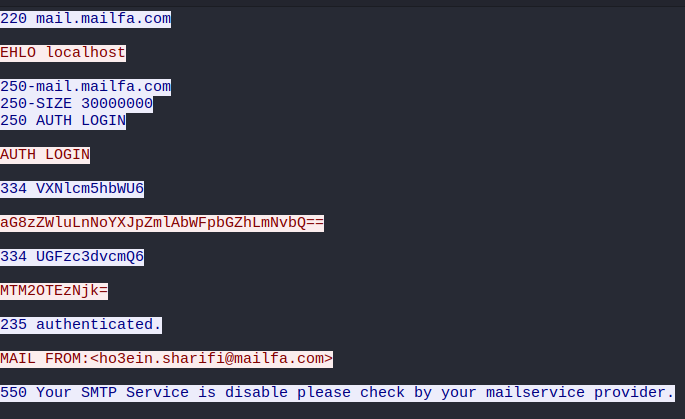 220 mail.mailfa.com
EHLO localhost
250-mail.mailfa.com
250-SIZE 30000000
250 AUTH LOGIN
AUTH LOGIN
334 VXNlcm5hbWU6
aG8zZWluLnNoYXJpZmlAbWFpbGZhLmNvbQ==
334 UGFzc3dvcmQ6
MTM2OTEzNjk=
235 authenticated.
MAIL FROM:<ho3ein.sharifi@mailfa.com>
550 Your SMTP Service is disable please check by your mailservice provider.